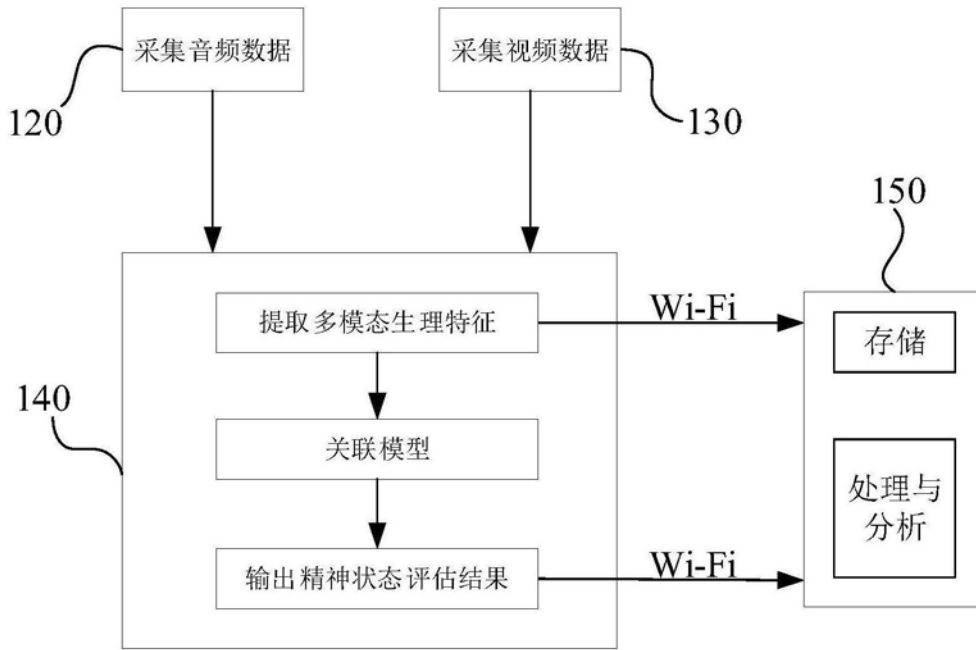 采集音频数据
采集视频数据
120
130
150
提取多模态生理特征
Wi-Fi
存储
140
关联模型
处理与
分析
输出精神状态评估结果
Wi-Fi